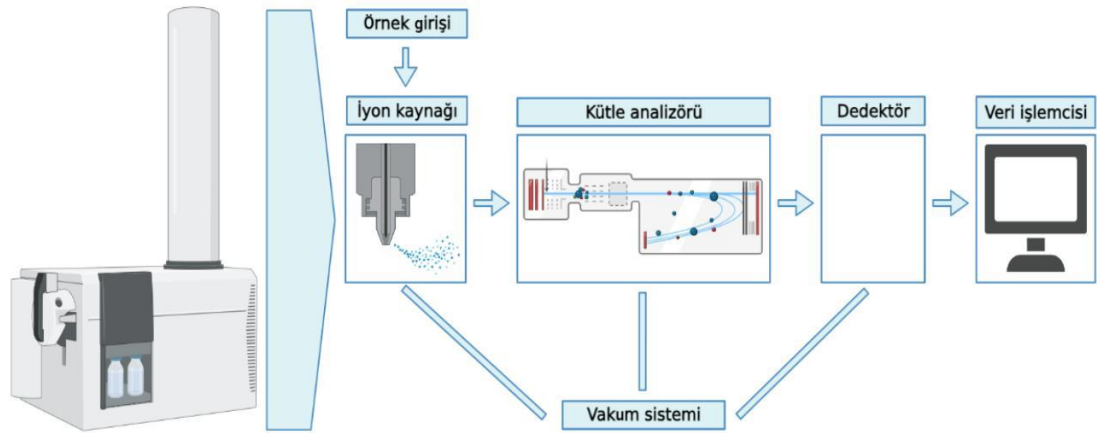 Örnek girişi
İyon kaynağı
Kütle analizörü
Dedektör
Veri işlemcisi
Vakum sistemi